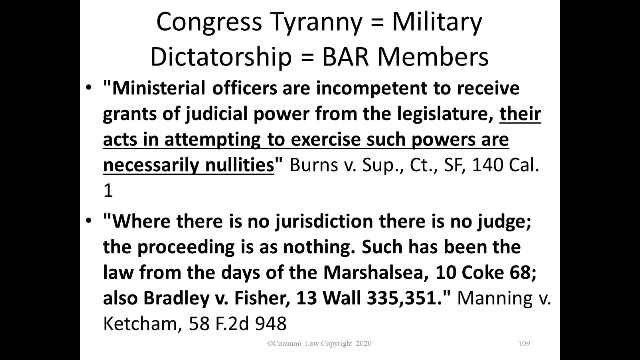 Congress Tyranny = Military
Dictatorship = BAR Members
• "Ministerial officers are incompetent to receive
grants of judicial power from the legislature, their
acts in attempting to exercise such powers are
necessarily nullities" Burns v. Sup., Ct., SF, 140 Cal.
1
• "Where there is no jurisdiction there is no judge;
the proceeding is as nothing. Such has been the
law from the days of the Marshalsea, 10 Coke 68;
also Bradley v. Fisher, 13 Wall 335,351." Manning v.
Ketcham, 58 F.2d 948
©Common Law Copyright 2020
109